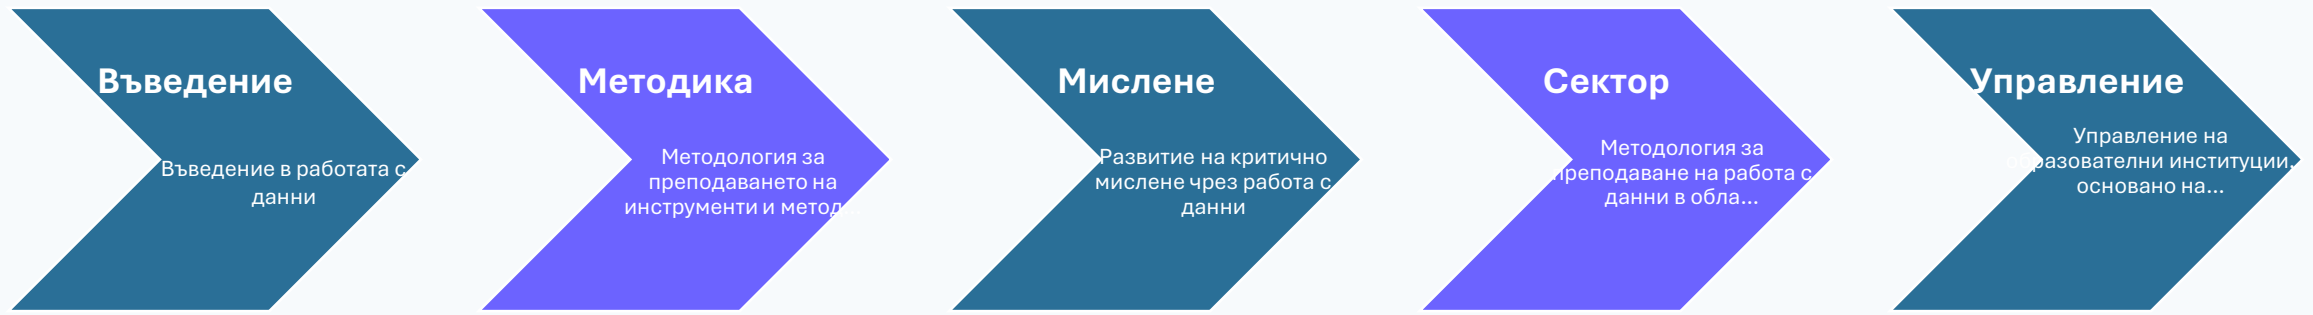 Въведение
Въведение в работата с
данни
Методика
Методология за
преподаването на
инструменти и метод...
Мислене
Развитие на критично
мислене чрез работа с
данни
Сектор
Методология за
преподаване на работа с
данни в обла...
Управление
Управление на
образователни институции,
основано на...